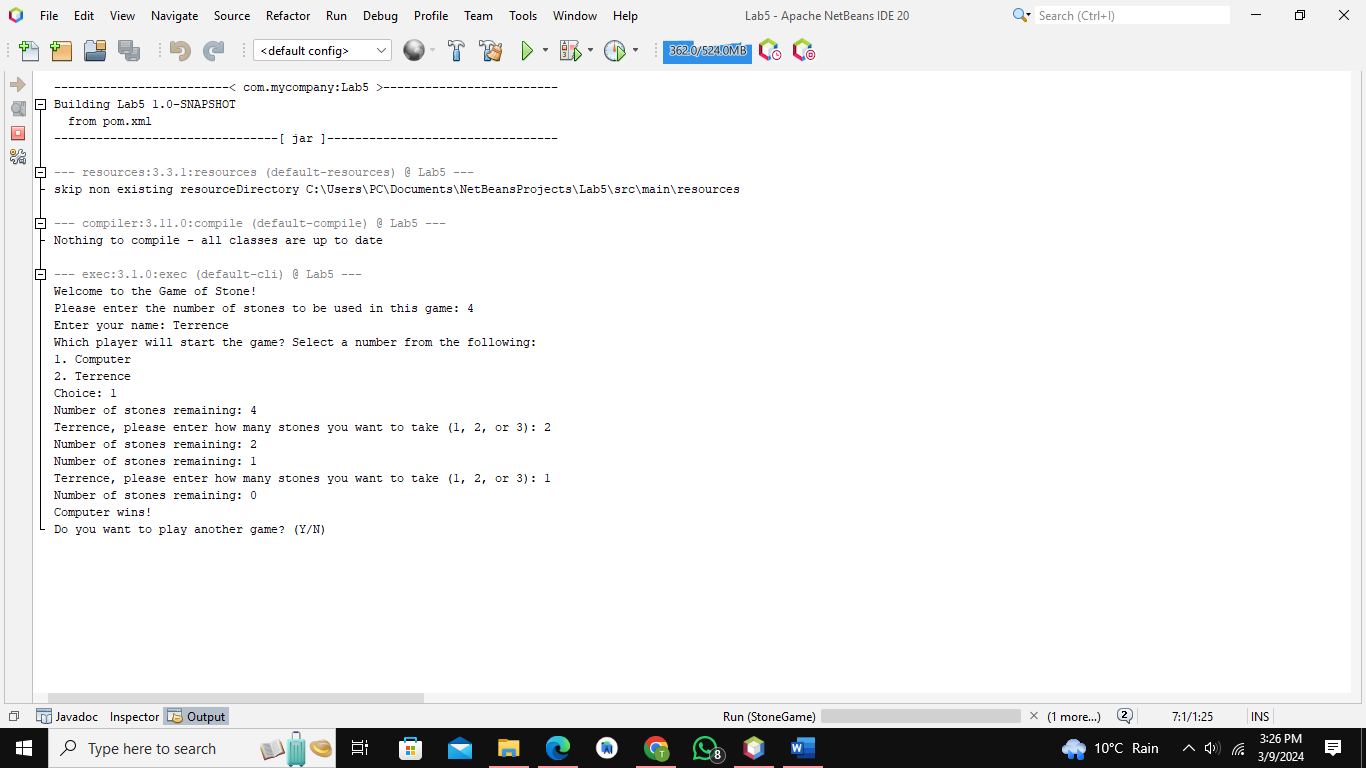 File Edit View Navigate Source Refactor Run Debug Profile Team Tools Window Help Lab5 - Apache NetBeans IDE 20 Search (Ctrl+I)
<default config> 362.0/524.0MB
-------------------------< com.mycompany:Lab5 >-------------------------
Building Lab5 1.0-SNAPSHOT
from pom.xml
--------------------------------[ jar ]---------------------------------
--- resources:3.3.1:resources (default-resources) @ Lab5 ---
skip non existing resourceDirectory C:\Users\PC\Documents\NetBeansProjects\Lab5\src\main\resources
--- compiler:3.11.0:compile (default-compile) @ Lab5 ---
Nothing to compile - all classes are up to date
--- exec:3.1.0:exec (default-cli) @ Lab5 ---
Welcome to the Game of Stone!
Please enter the number of stones to be used in this game: 4
Enter your name: Terrence
Which player will start the game? Select a number from the following:
1. Computer
2. Terrence
Choice: 1
Number of stones remaining: 4
Terrence, please enter how many stones you want to take (1, 2, or 3): 2
Number of stones remaining: 2
Number of stones remaining: 1
Terrence, please enter how many stones you want to take (1, 2, or 3): 1
Number of stones remaining: 0
Computer wins!
Do you want to play another game? (Y/N)
Javadoc Inspector Output Run (StoneGame) (1 more...) 2 7:1/1:25 INS
Type here to search 8 10°C Rain 3:26 PM
3/9/2024